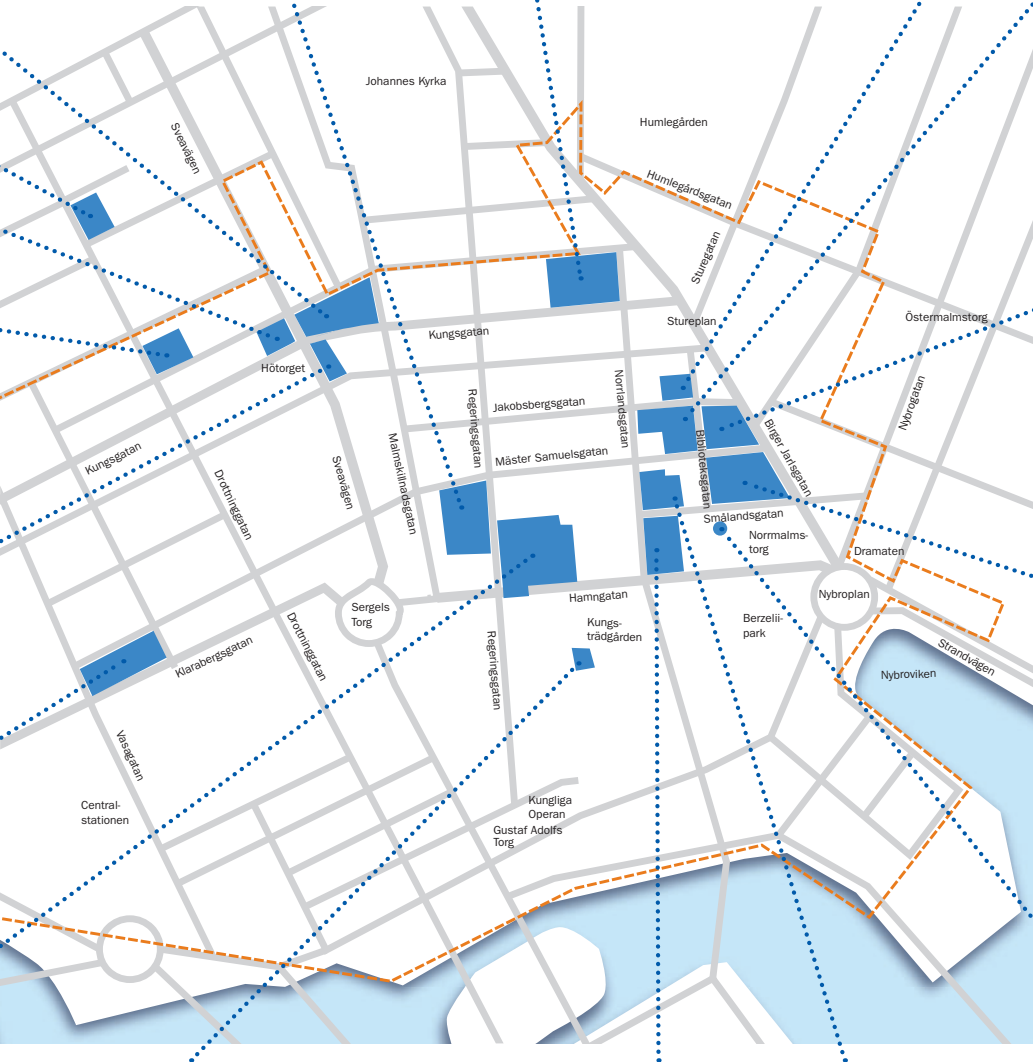 Johannes Kyrka
Humlegården
Sveavägen
Humlegårdsgatan
Sturegatan
Östermalmstorg
Stureplan
Kungsgatan
Hötorget
Norrlandsgatan
Regeringsgatan
Jakobsbergsgatan
Nybrogatan
Birger Jarlsgatan
Biblioteksgatan
Malmskillnadsgatan
Mäster Samuelsgatan
Kungsgatan
Sveavägen
Drottninggatan
Smålandsgatan
Norrmalms-
torg
Dramaten
Hamngatan
Nybroplan
Sergels
Torg
Kungs-
trädgården
Berzelii-
park
Drottninggatan
Klarabergsgatan
Regeringsgatan
Strandvägen
Nybroviken
Vasagatan
Central-
stationen
Kungliga
Operan
Gustaf Adolfs
Torg